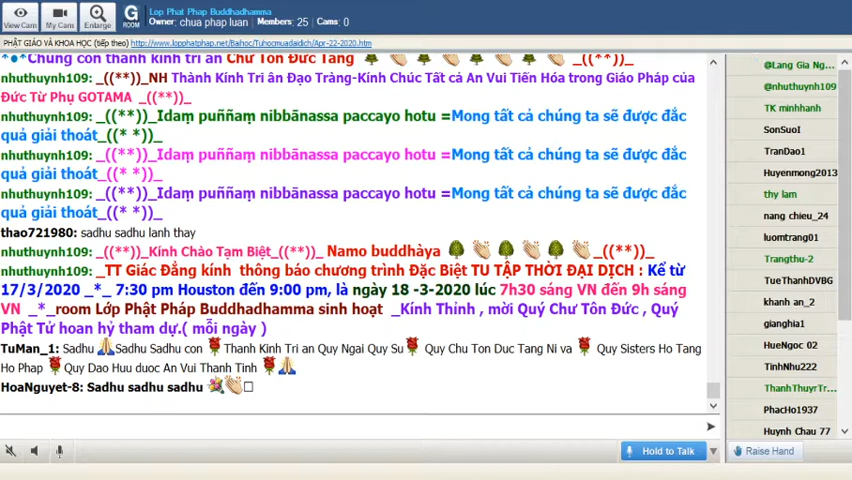 Lop Phat Phap Buddhadhamma
Owner: chua phap luan Members: 25 Cams: 0
View Cam My Cam Enlarge G ROOM
PHẬT GIÁO VÀ KHOA HỌC (tiếp theo) http://www.lopphatphap.net/Baihoc/Tuhocmuadaidich/Apr-22-2020.htm
*●*Chúng con thành kính tri ân Chư Tôn Đức Tăng
nhuthuynh109: _((**)_NH Thành Kính Tri ân Đạo Tràng-Kính Chúc Tất cả An Vui Tiến Hóa trong Giáo Pháp của
Đức Từ Phụ GOTAMA _((**)_
nhuthuynh109: _((**)_Idaṃ puññaṃ nibbānassa paccayo hotu =Mong tất cả chúng ta sẽ được đắc
quả giải thoát_((* *)_
nhuthuynh109: _((**)_Idaṃ puññaṃ nibbānassa paccayo hotu =Mong tất cả chúng ta sẽ được đắc
quả giải thoát_((* *)_
nhuthuynh109: _((**)_Idaṃ puññaṃ nibbānassa paccayo hotu =Mong tất cả chúng ta sẽ được đắc
quả giải thoát_((* *)_
thao721980: sadhu sadhu lanh thay
nhuthuynh109: _((**)_Kính Chào Tạm Biệt_((**)_ Namo buddhàya 🌳 👏 🌳 👏 🌳 👏 _((**)_
nhuthuynh109: _TT Giác Đẳng kính thông báo chương trình Đặc Biệt TU TẬP THỜI ĐẠI DỊCH : Kể từ
17/3/2020 _*_ 7:30 pm Houston đến 9:00 pm, là ngày 18 -3-2020 lúc 7h30 sáng VN đến 9h sáng
VN _*_room Lớp Phật Pháp Buddhadhamma sinh hoạt _Kính Thỉnh , mời Quý Chư Tôn Đức , Quý
Phật Tử hoan hỷ tham dự.( mỗi ngày )
TuMan_1: Sadhu 🙏Sadhu Sadhu con 🌹Thanh Kinh Tri an Quy Ngai Quy Su🌹 Quy Chu Ton Duc Tang Ni va 🌹 Quy Sisters Ho Tang
Ho Phap 🌹Quy Dao Huu duoc An Vui Thanh Tinh 🌹🙏
HoaNguyet-8: Sadhu sadhu sadhu 💐👏
Hold to Talk
@Lang Gia Ng...
@nhuthuynh109
TK minhhanh
SonSuoI
TranDao1
Huyenmong2013
thy lam
nang chieu_24
luomtrang01
Trangthu-2
TueThanhDVBG
khanh an_2
gianghia1
HueNgoc 02
TinhNhu222
ThanhThuyrTr...
PhacHo1937
Huynh Chau 77
Raise Hand